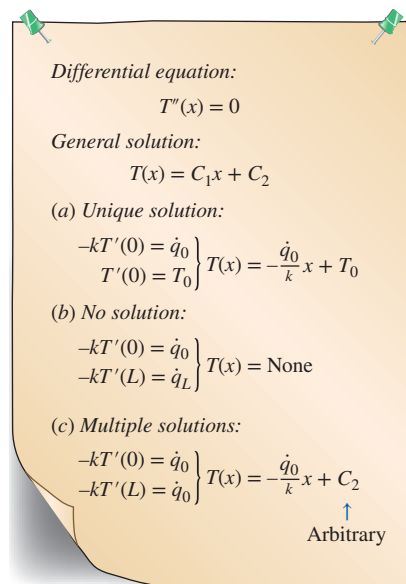 Differential equation:
T″(x) = 0
General solution:
T(x) = C₁x + C₂
(a) Unique solution:
–kT′(0) = q̇₀
T′(0) = T₀ } T(x) = –q̇₀/k x + T₀
(b) No solution:
–kT′(0) = q̇₀
–kT′(L) = q̇_L } T(x) = None
(c) Multiple solutions:
–kT′(0) = q̇₀
–kT′(L) = q̇₀ } T(x) = –q̇₀/k x + C₂
↑
Arbitrary